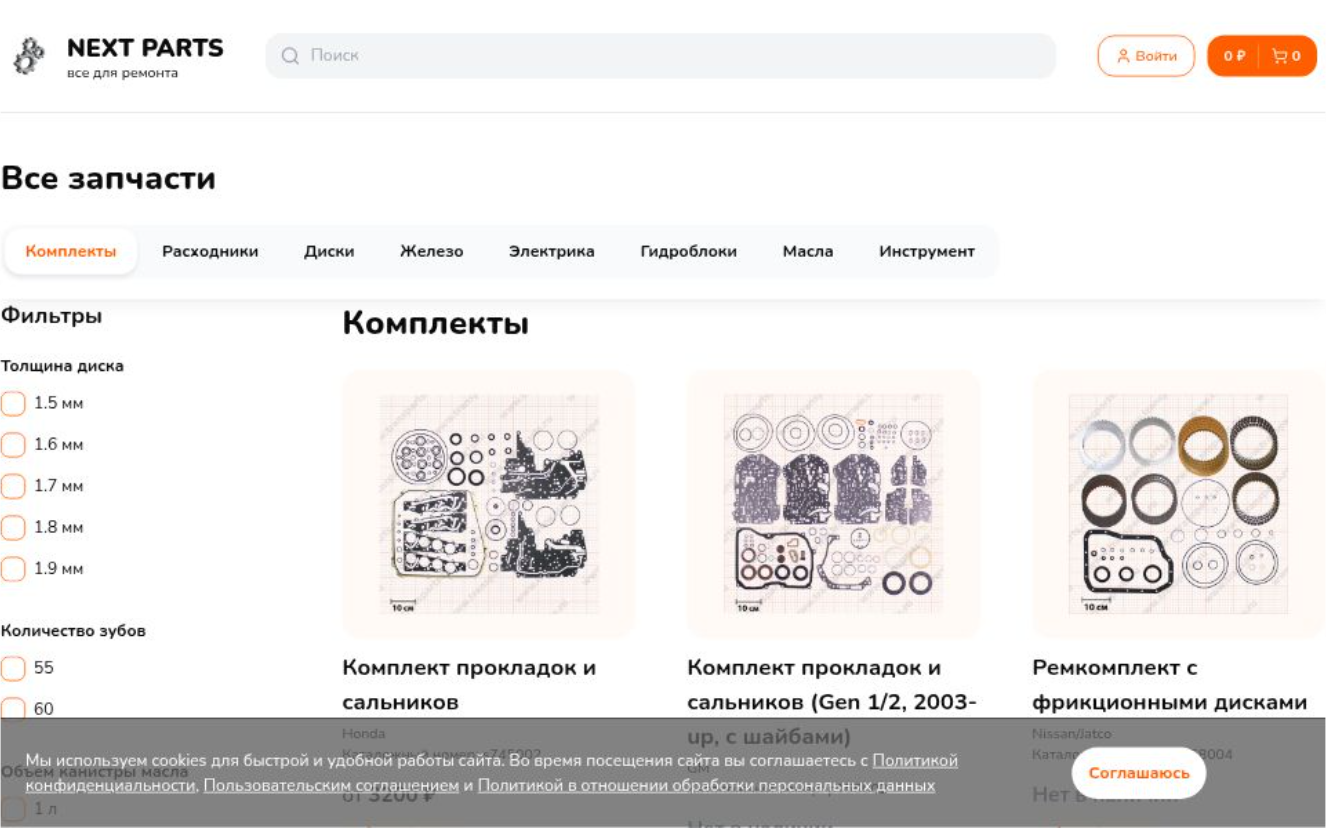 NEXT PARTS
все для ремонта
Поиск
Войти
0 ₽
0
Все запчасти
Комплекты
Расходники
Диски
Железо
Электрика
Гидроблоки
Масла
Инструмент
Фильтры
Толщина диска
1.5 мм
1.6 мм
1.7 мм
1.8 мм
1.9 мм
Количество зубов
55
60
Объем канистры масла
1 л
Комплекты
10 см
Комплект прокладок и
сальников
Honda
Каталожный номер
от 3200 ₽
10 см
Комплект прокладок и
сальников (Gen 1/2, 2003-
up, с шайбами)
GM
Нет в наличии
10 см
Ремкомплект с
фрикционными дисками
Nissan/Jatco
Нет в наличии
Мы используем cookies для быстрой и удобной работы сайта. Во время посещения сайта вы соглашаетесь с Политикой
конфиденциальности, Пользовательским соглашением и Политикой в отношении обработки персональных данных
Соглашаюсь